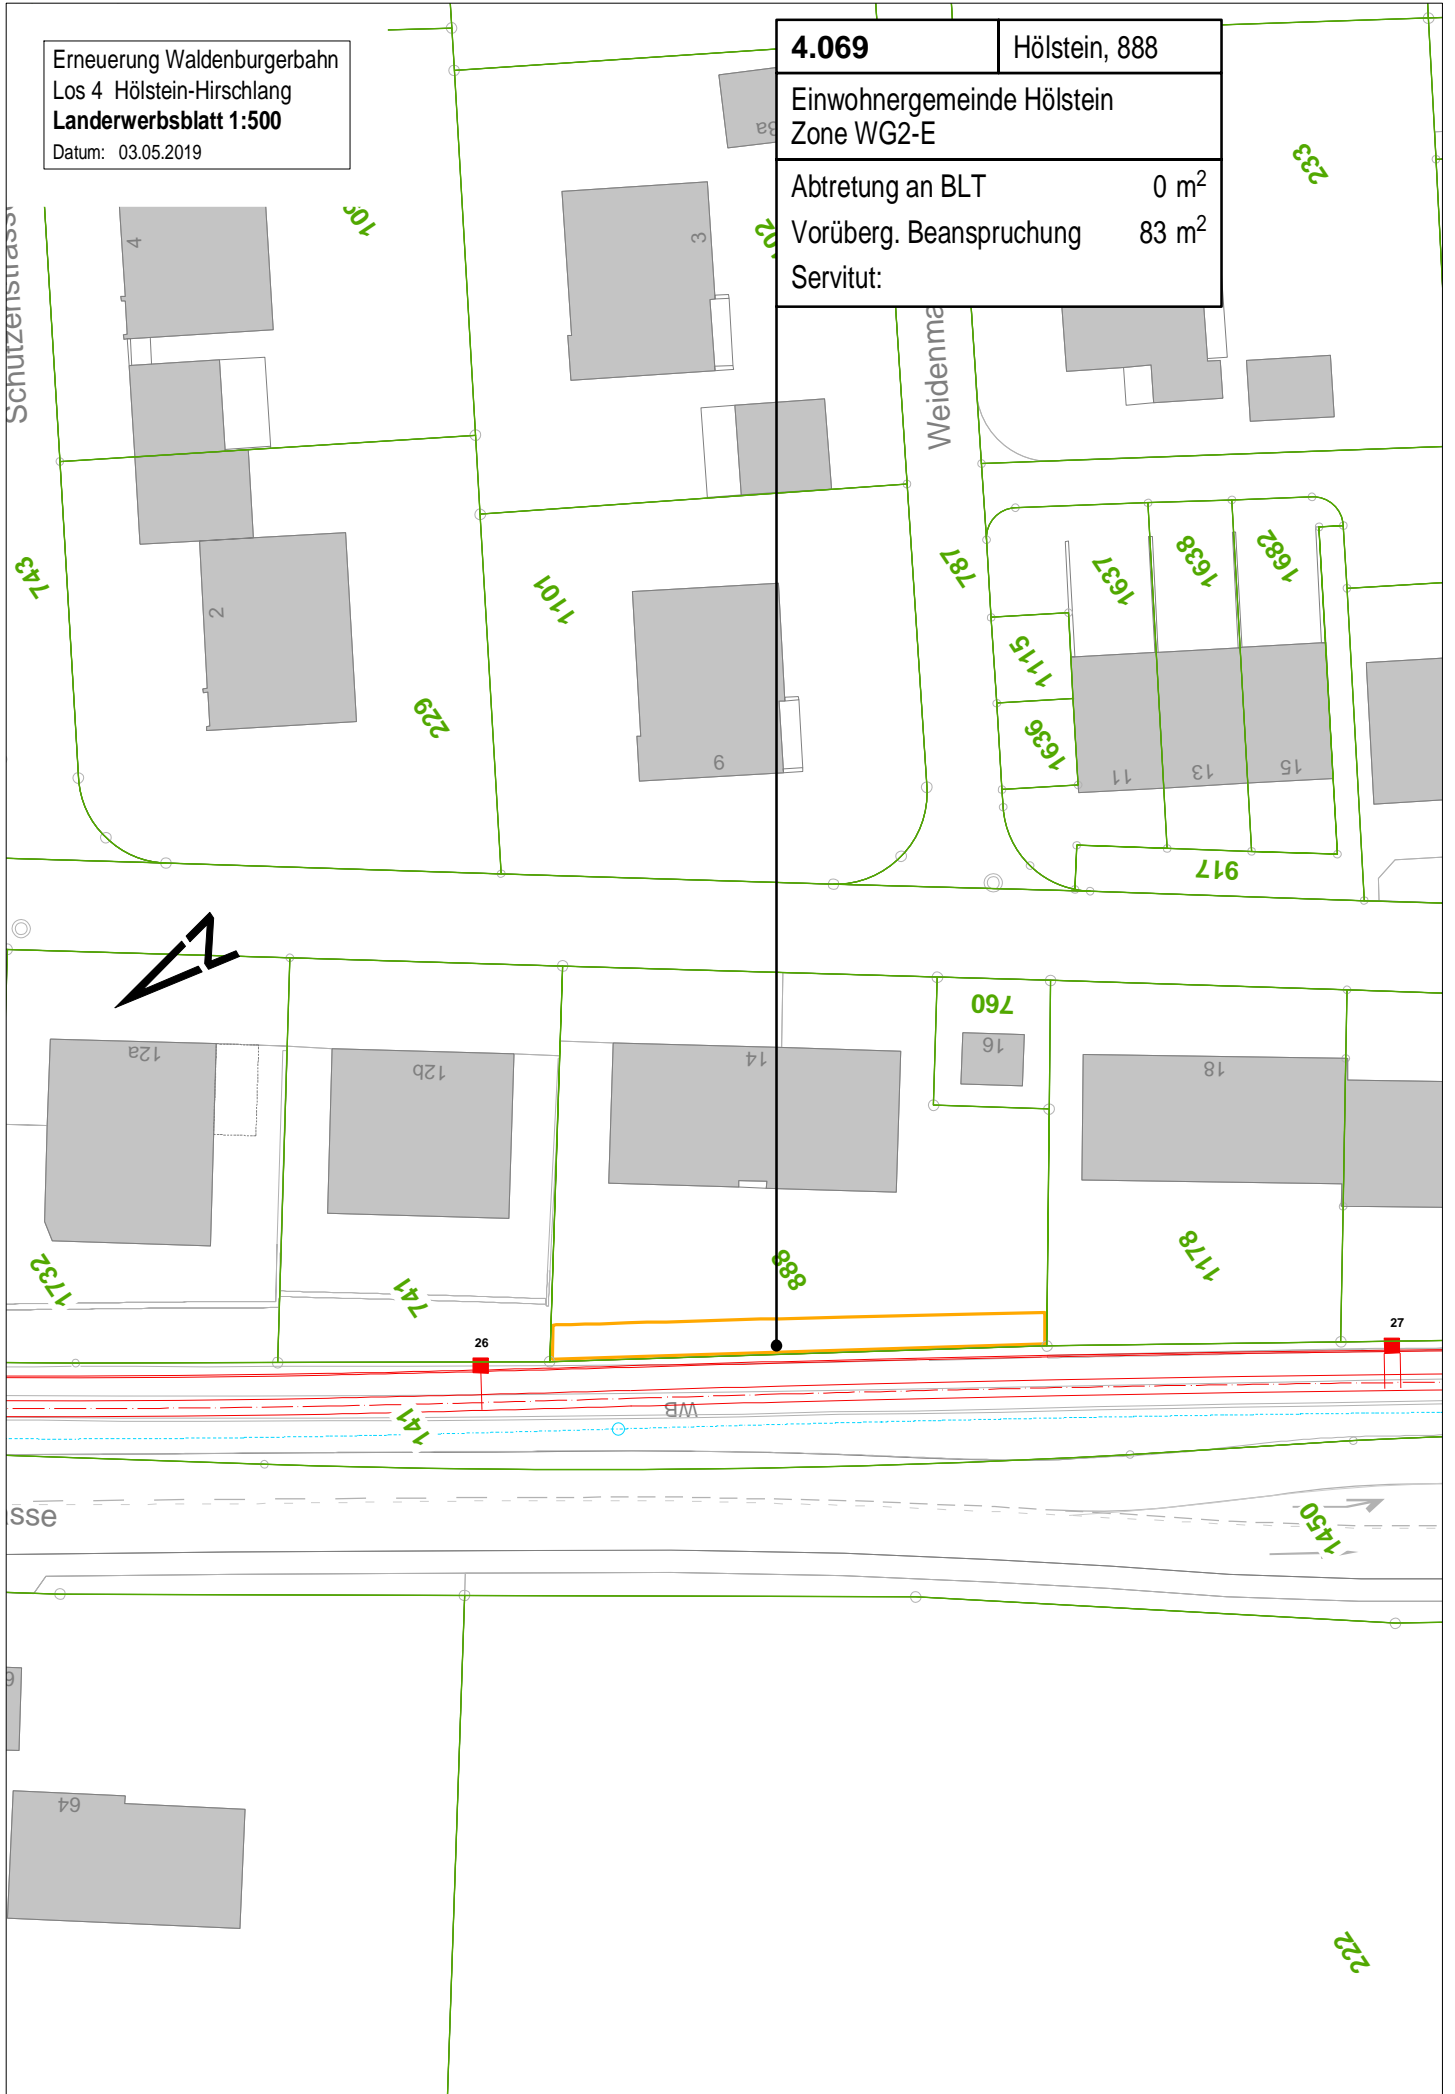 Erneuerung Waldenburgerbahn
Los 4 Hölstein-Hirschlang
Landerwerbsblatt 1:500
Datum: 03.05.2019
4.069 Hölstein, 888
Einwohnergemeinde Hölstein
Zone WG2-E
Abtretung an BLT 0 m²
Vorüberg. Beanspruchung 83 m²
Servitut:
233
4
3
743
2
1101
229
9
787
1637
1638
1682
1115
1636
11
13
15
917
760
12a
12b
14
16
18
1732
741
888
1178
26
27
141
WB
sse
1450
64
222